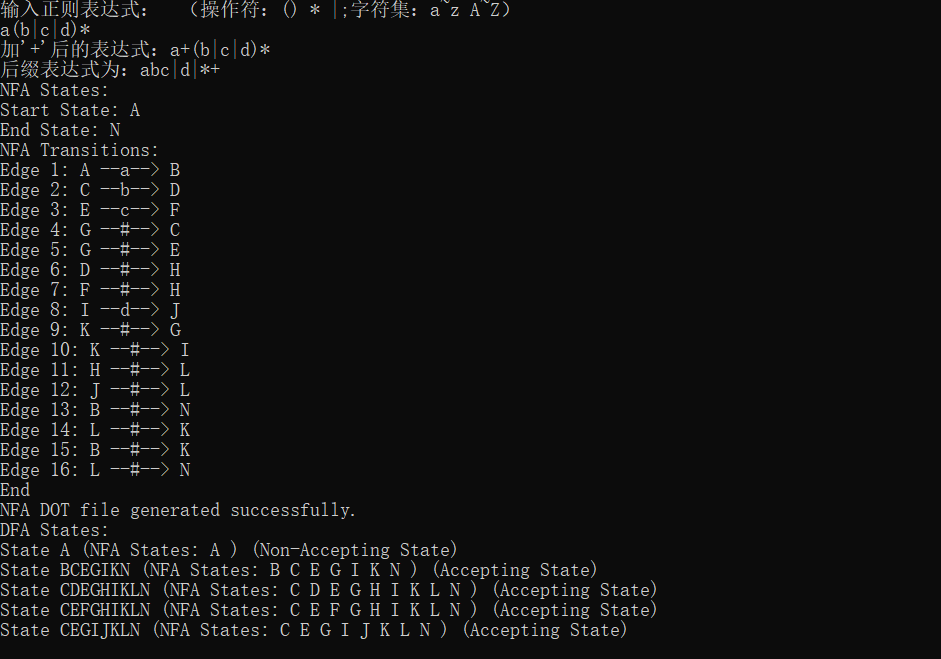 输入正则表达式：  （操作符：() * |;字符集：a~z A~Z）
a(b|c|d)*
加'+'后的表达式：a+(b|c|d)*
后缀表达式为：abc|d|*+
NFA States:
Start State: A
End State: N
NFA Transitions:
Edge 1: A --a--> B
Edge 2: C --b--> D
Edge 3: E --c--> F
Edge 4: G --#--> C
Edge 5: G --#--> E
Edge 6: D --#--> H
Edge 7: F --#--> H
Edge 8: I --d--> J
Edge 9: K --#--> G
Edge 10: K --#--> I
Edge 11: H --#--> L
Edge 12: J --#--> L
Edge 13: B --#--> N
Edge 14: L --#--> K
Edge 15: B --#--> K
Edge 16: L --#--> N
End
NFA DOT file generated successfully.
DFA States:
State A (NFA States: A ) (Non-Accepting State)
State BCEGIKN (NFA States: B C E G I K N ) (Accepting State)
State CDEGHIKLN (NFA States: C D E G H I K L N ) (Accepting State)
State CEFGHIKLN (NFA States: C E F G H I K L N ) (Accepting State)
State CEGIJKLN (NFA States: C E G I J K L N ) (Accepting State)